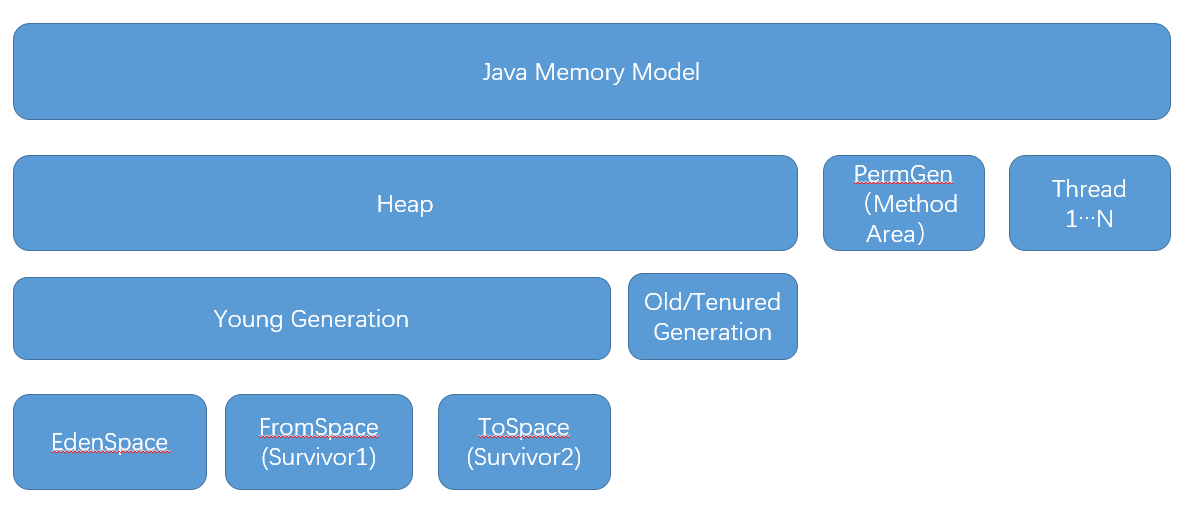 Java Memory Model
Heap
PermGen
（Method
Area）
Thread
1…N
Young Generation
Old/Tenured
Generation
EdenSpace
FromSpace
(Survivor1)
ToSpace
(Survivor2)